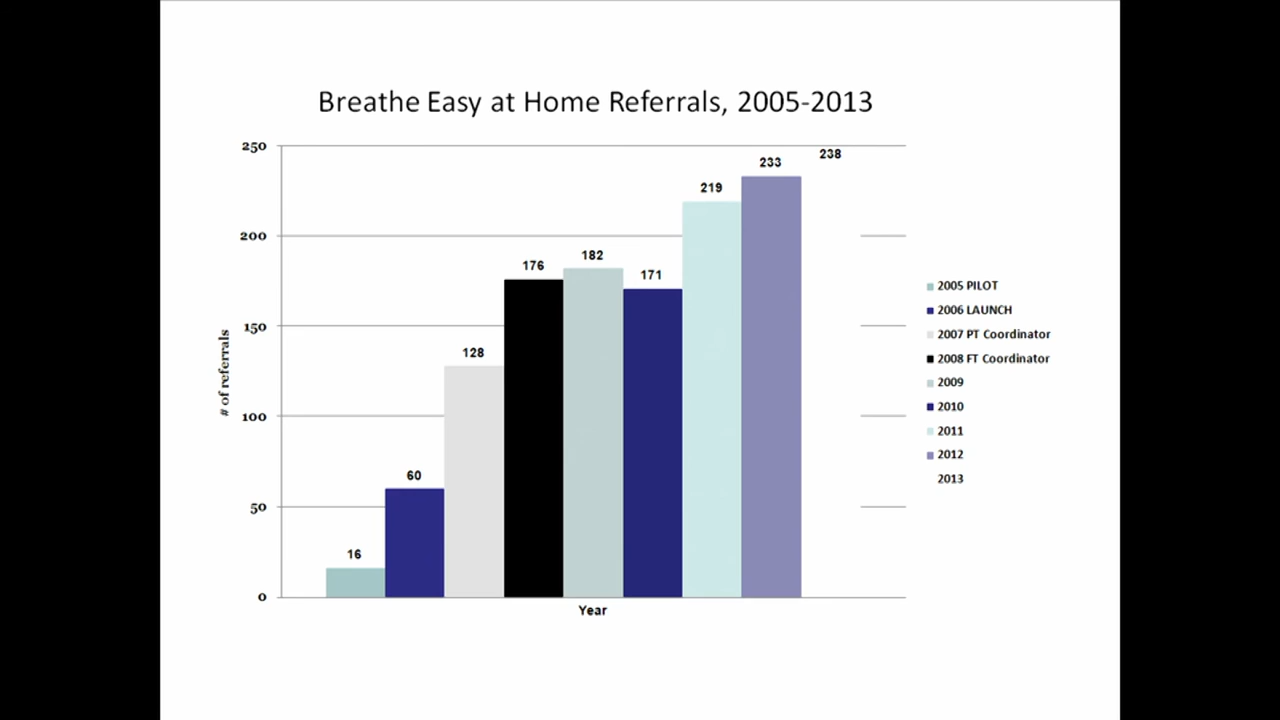 Breathe Easy at Home Referrals, 2005-2013
250
200
150
100
50
0
# of referrals
16
60
128
176
182
171
219
233
238
Year
2005 PILOT
2006 LAUNCH
2007 PT Coordinator
2008 FT Coordinator
2009
2010
2011
2012
2013